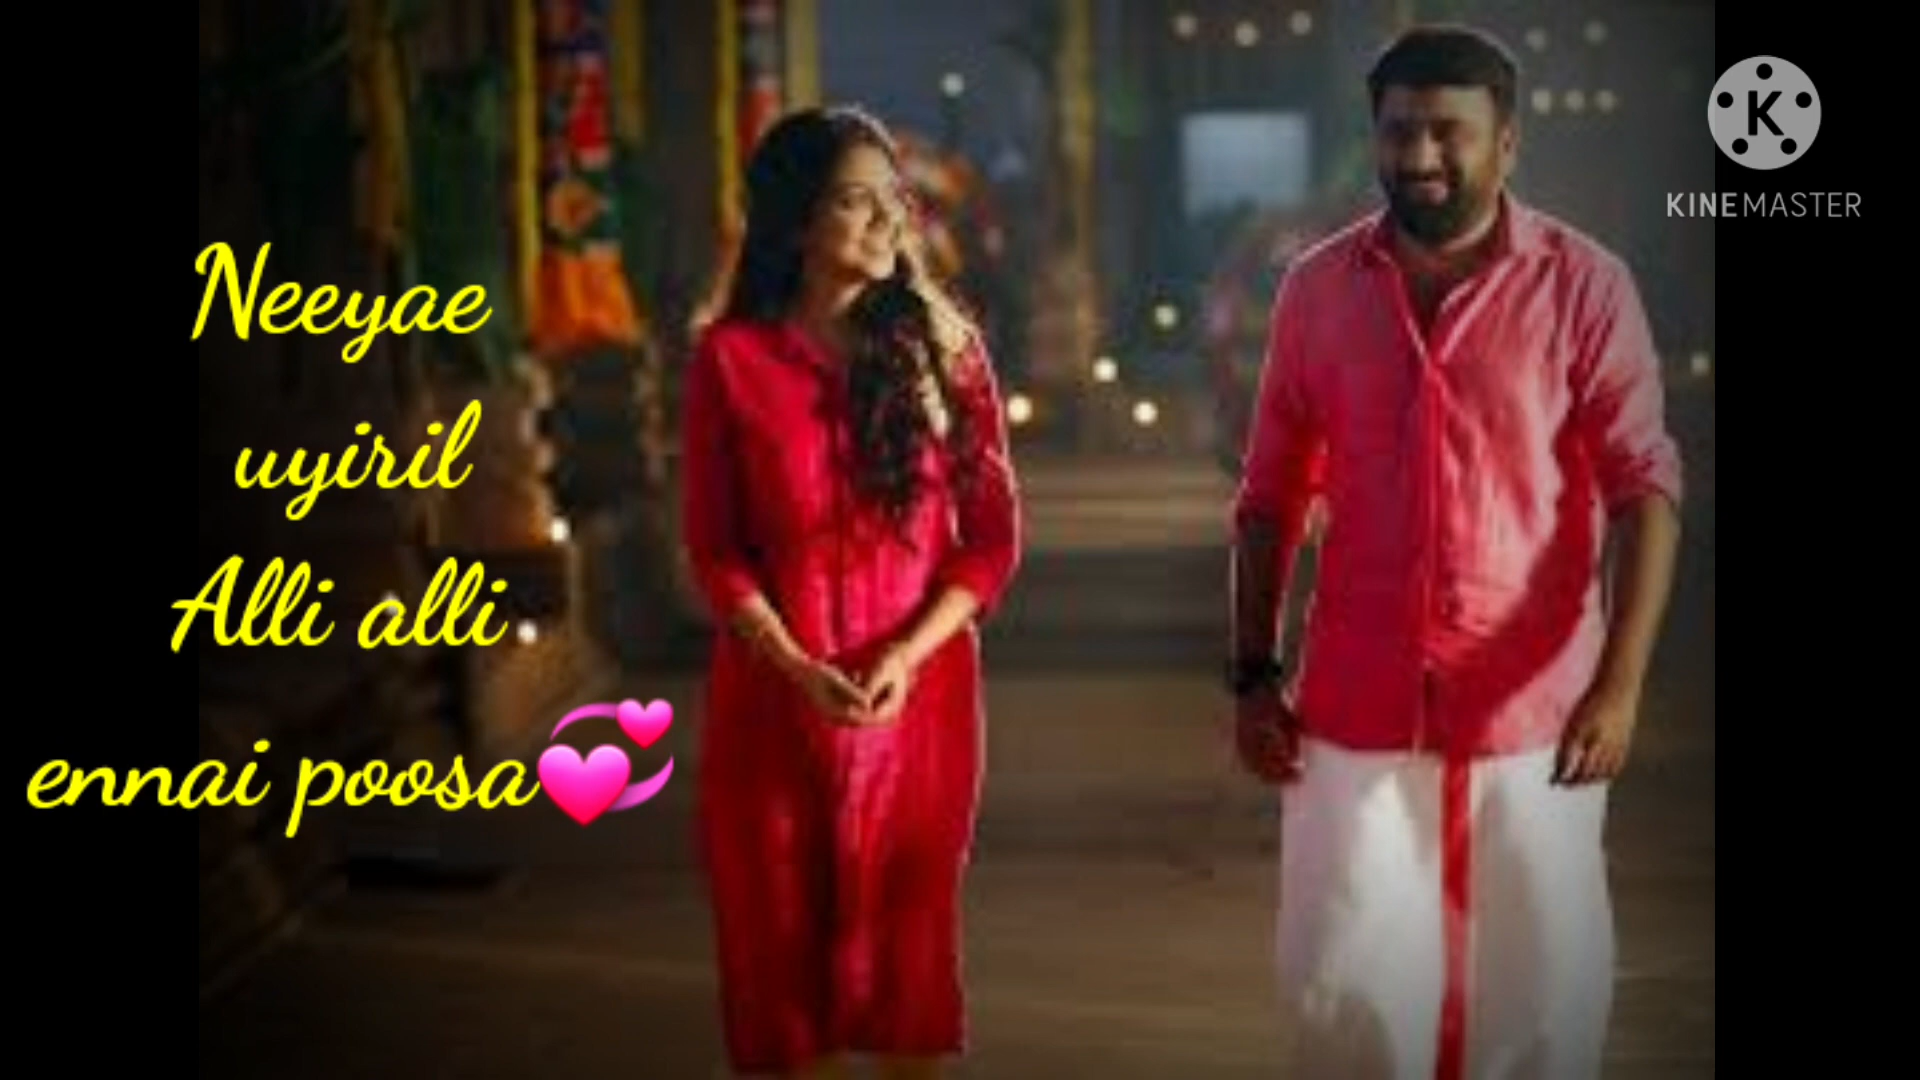 Neeyae
uyiril
Alli alli
ennai poosa💞
K
KINEMASTER